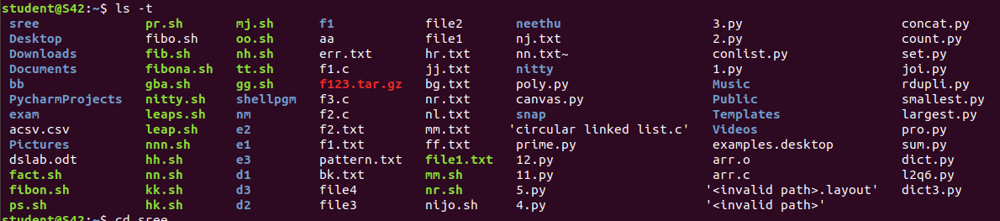 student@S42:~$ ls -t
sree pr.sh mj.sh f1 file2 neethu 3.py concat.py
Desktop fibo.sh oo.sh aa file1 nj.txt 2.py count.py
Downloads fib.sh nh.sh err.txt hr.txt nn.txt~ conlist.py set.py
Documents fibona.sh tt.sh f1.c jj.txt nitty 1.py joi.py
bb gba.sh gg.sh f123.tar.gz bg.txt poly.py Music rdupli.py
PycharmProjects nitty.sh shellpgm f3.c nr.txt canvas.py Public smallest.py
exam leaps.sh nm f2.c nl.txt snap Templates largest.py
acsv.csv leap.sh e2 f2.txt mm.txt 'circular linked list.c' Videos pro.py
Pictures nnn.sh e1 f1.txt ff.txt prime.py examples.desktop sum.py
dslab.odt hh.sh e3 pattern.txt file1.txt 12.py arr.o dict.py
fact.sh nn.sh d1 bk.txt mm.sh 11.py arr.c l2q6.py
fibon.sh kk.sh d3 file4 nr.sh 5.py '<invalid path>.layout' dict3.py
ps.sh hk.sh d2 file3 nijo.sh 4.py '<invalid path>'
student@S42:~$ cd sree